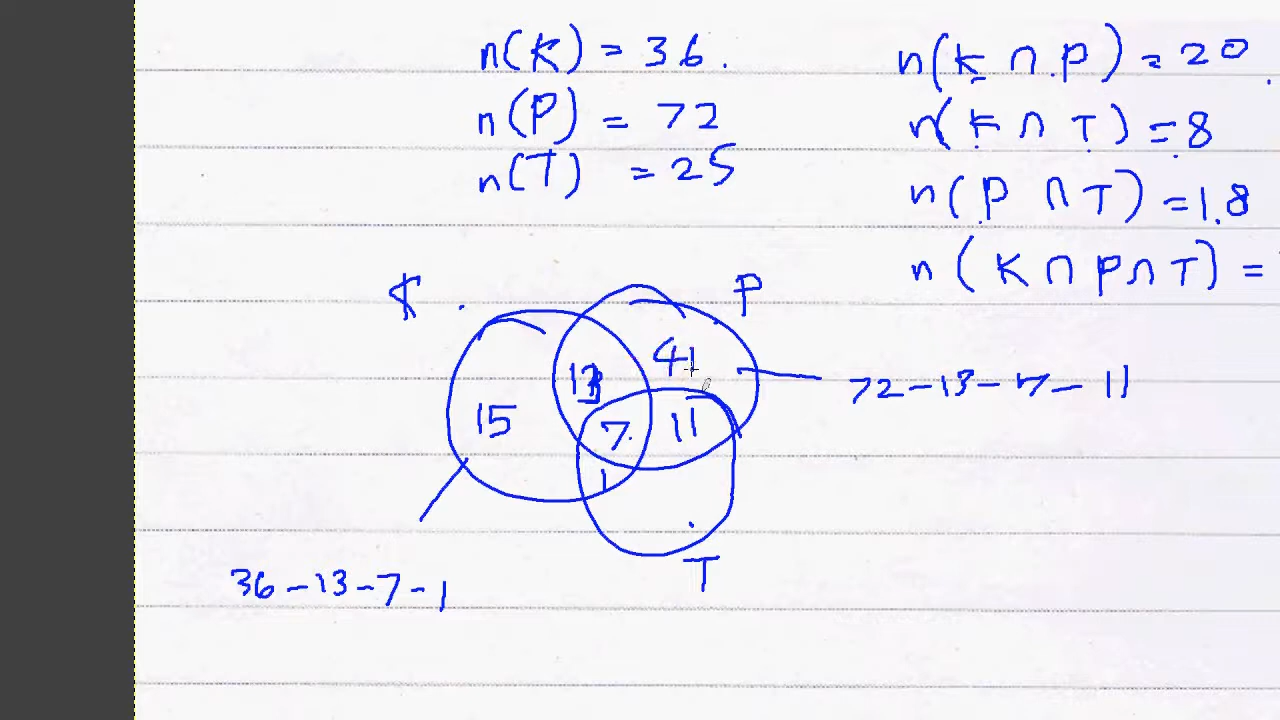 n(K) = 36.
n(P) = 72
n(T) = 25
n(K ∩ P) = 20.
n(K ∩ T) = 8
n(P ∩ T) = 18
n(K ∩ P ∩ T) =
K
P
13
41
15
7
11
1
72 - 13 - 7 - 11
T
36 - 13 - 7 - 1